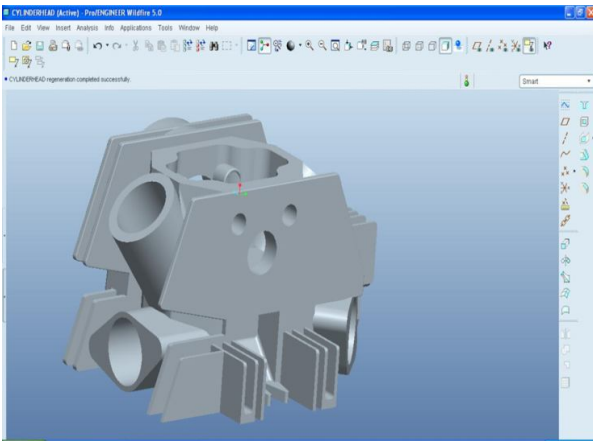 CYLINDERHEAD (Active) - Pro/ENGINEER Wildfire 5.0
File Edit View Insert Analysis Info Applications Tools Window Help
CYLINDERHEAD regeneration completed successfully.
Smart